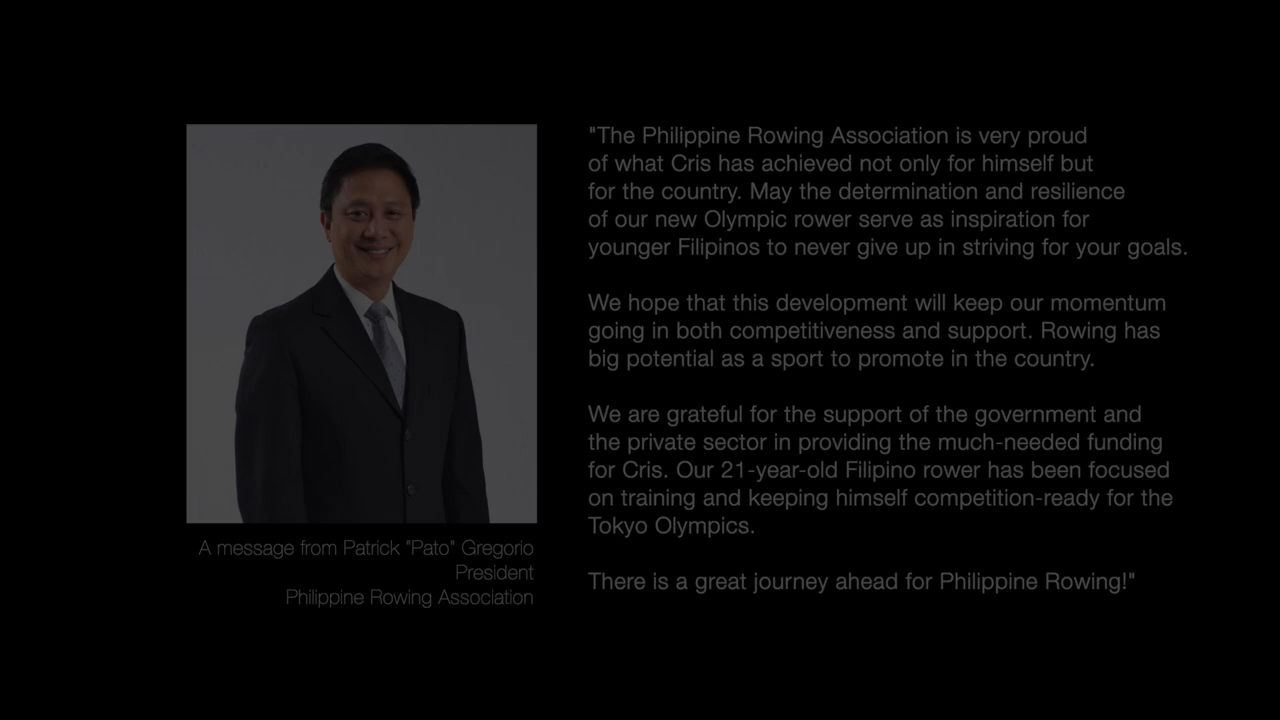 "The Philippine Rowing Association is very proud
of what Cris has achieved not only for himself but
for the country. May the determination and resilience
of our new Olympic rower serve as inspiration for
younger Filipinos to never give up in striving for your goals.
We hope that this development will keep our momentum
going in both competitiveness and support. Rowing has
big potential as a sport to promote in the country.
We are grateful for the support of the government and
the private sector in providing the much-needed funding
for Cris. Our 21-year-old Filipino rower has been focused
on training and keeping himself competition-ready for the
Tokyo Olympics.
There is a great journey ahead for Philippine Rowing!"
A message from Patrick "Pato" Gregorio
President
Philippine Rowing Association